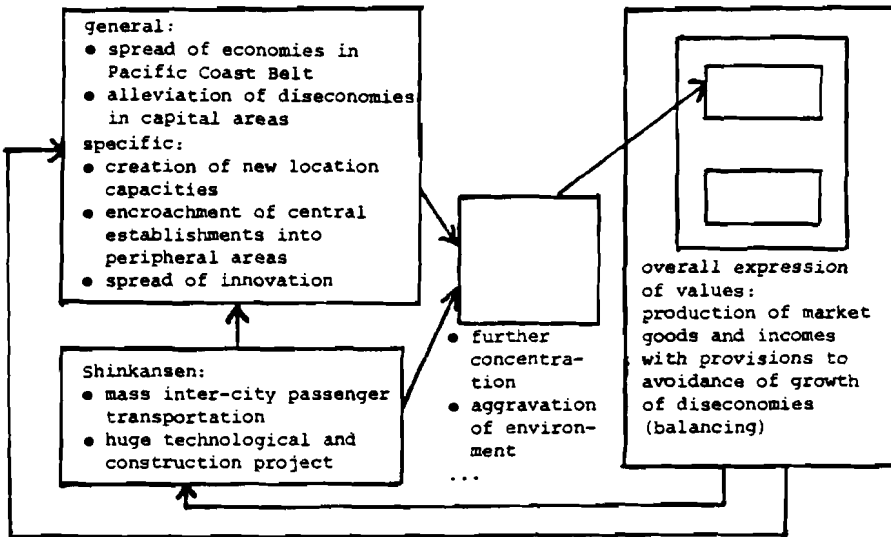 general:
● spread of economies in
Pacific Coast Belt
● alleviation of diseconomies
in capital areas
specific:
● creation of new location
capacities
● encroachment of central
establishments into
peripheral areas
● spread of innovation
Shinkansen:
● mass inter-city passenger
transportation
● huge technological and
construction project
● further
concentra-
tion
● aggravation
of environ-
ment
...
overall expression
of values:
production of market
goods and incomes
with provisions to
avoidance of growth
of diseconomies
(balancing)